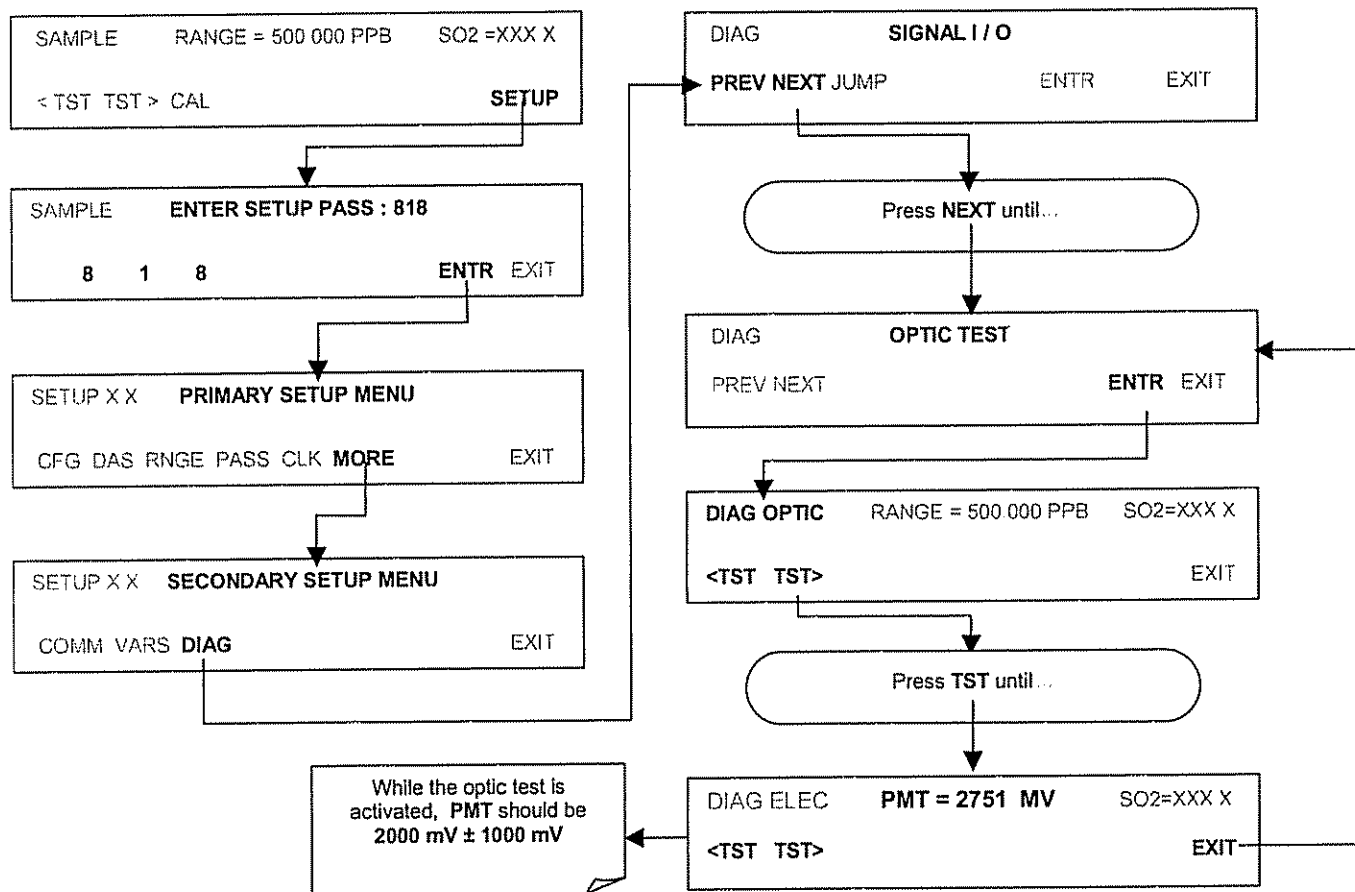 SAMPLE RANGE = 500 000 PPB SO2 =XXX X
< TST TST > CAL SETUP
SAMPLE ENTER SETUP PASS : 818
8 1 8 ENTR EXIT
SETUP X X PRIMARY SETUP MENU
CFG DAS RNGE PASS CLK MORE EXIT
SETUP X X SECONDARY SETUP MENU
COMM VARS DIAG EXIT
DIAG SIGNAL I / O
PREV NEXT JUMP ENTR EXIT
Press NEXT until...
DIAG OPTIC TEST
PREV NEXT ENTR EXIT
DIAG OPTIC RANGE = 500.000 PPB SO2=XXX X
<TST TST> EXIT
Press TST until...
DIAG ELEC PMT = 2751 MV SO2=XXX X
<TST TST> EXIT
While the optic test is
activated, PMT should be
2000 mV ± 1000 mV